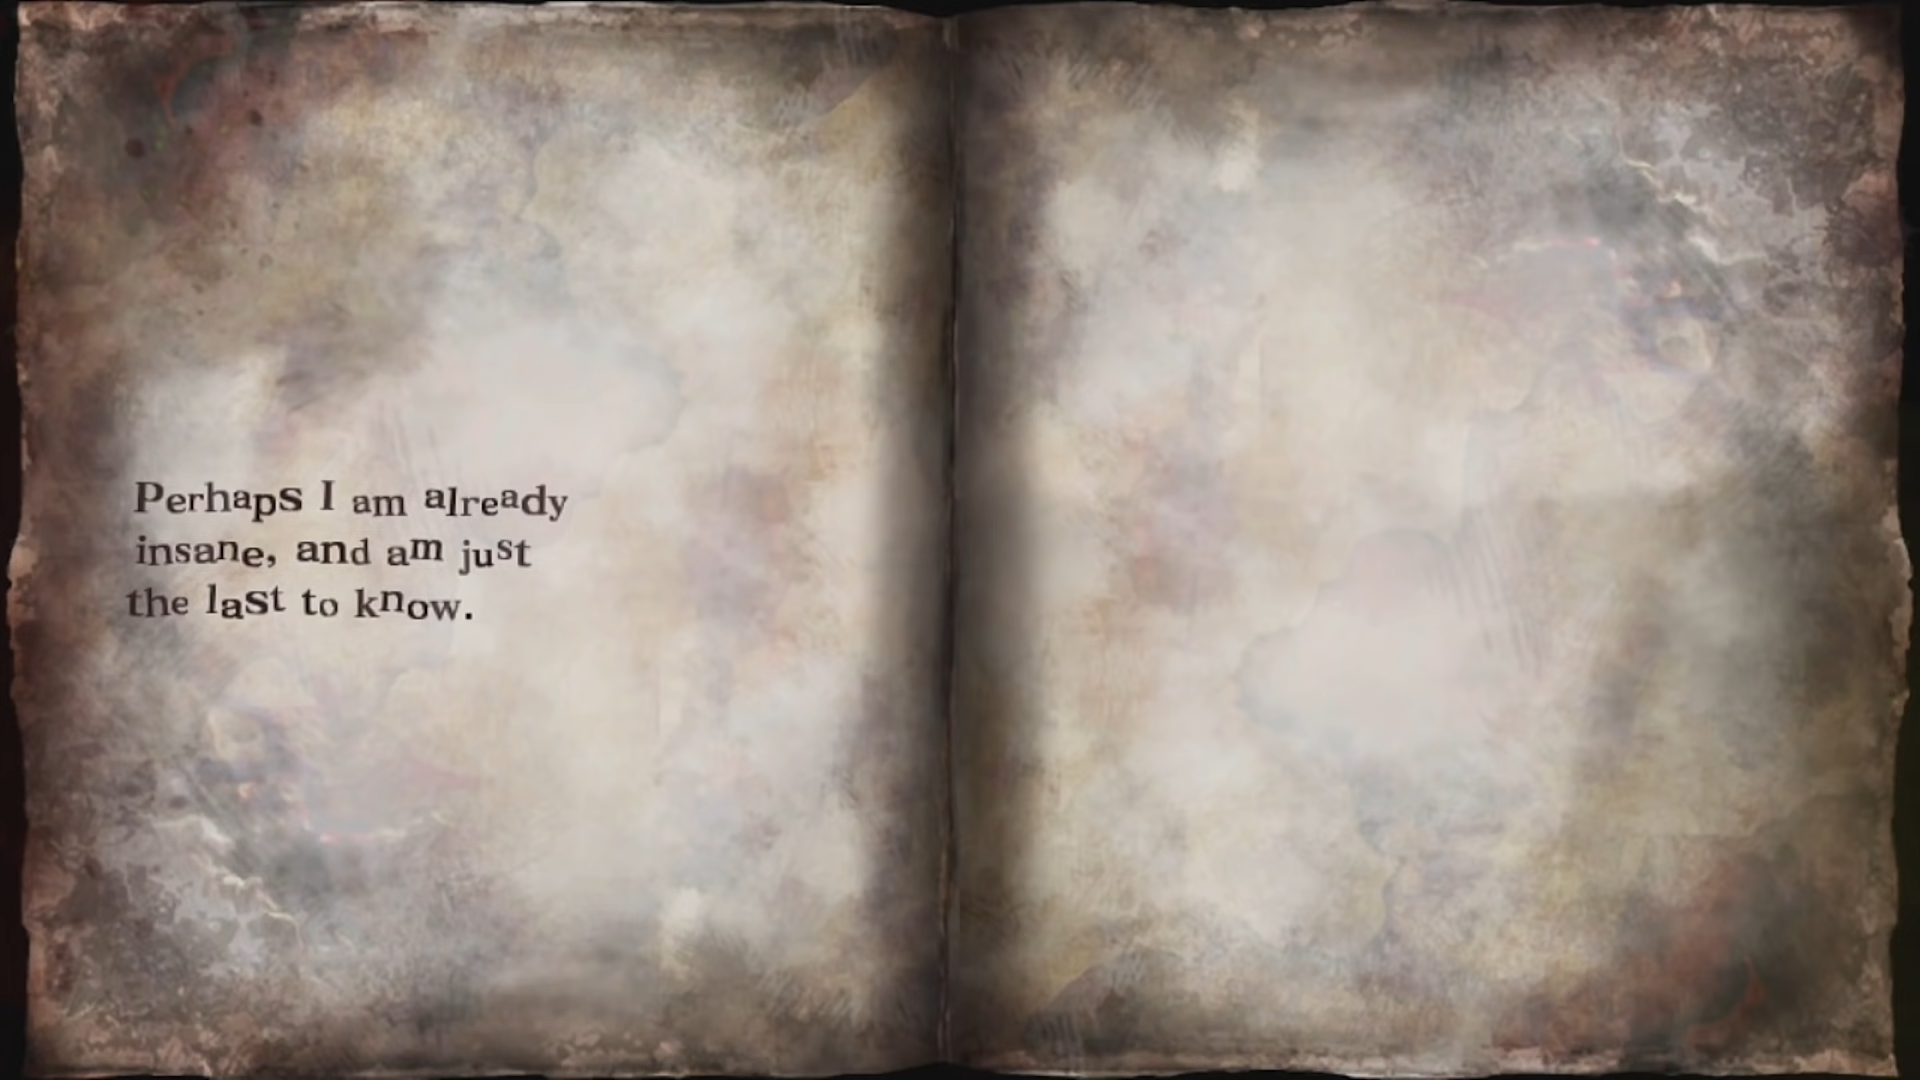 Perhaps I am already
insane, and am just
the last to know.